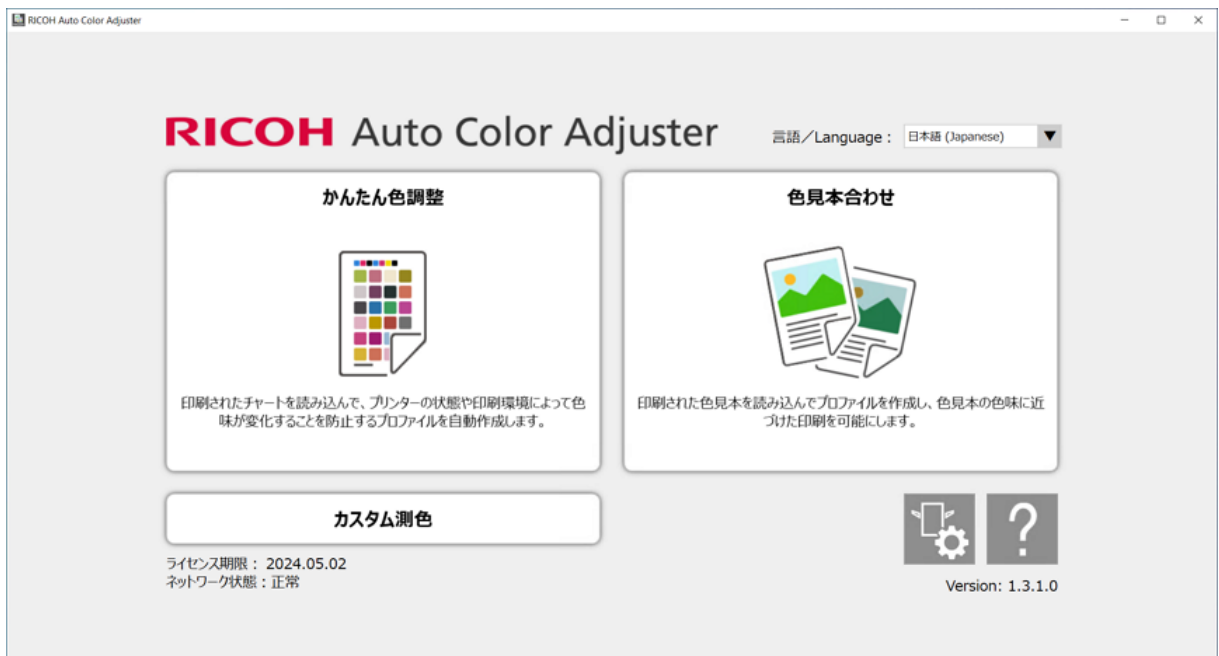 RICOH Auto Color Adjuster
RICOH Auto Color Adjuster
言語／Language： 日本語 (Japanese)
かんたん色調整
印刷されたチャートを読み込んで、プリンターの状態や印刷環境によって色
味が変化することを防止するプロファイルを自動作成します。
色見本合わせ
印刷された色見本を読み込んでプロファイルを作成し、色見本の色味に近
づけた印刷を可能にします。
カスタム測色
ライセンス期限： 2024.05.02
ネットワーク状態：正常
?
Version: 1.3.1.0